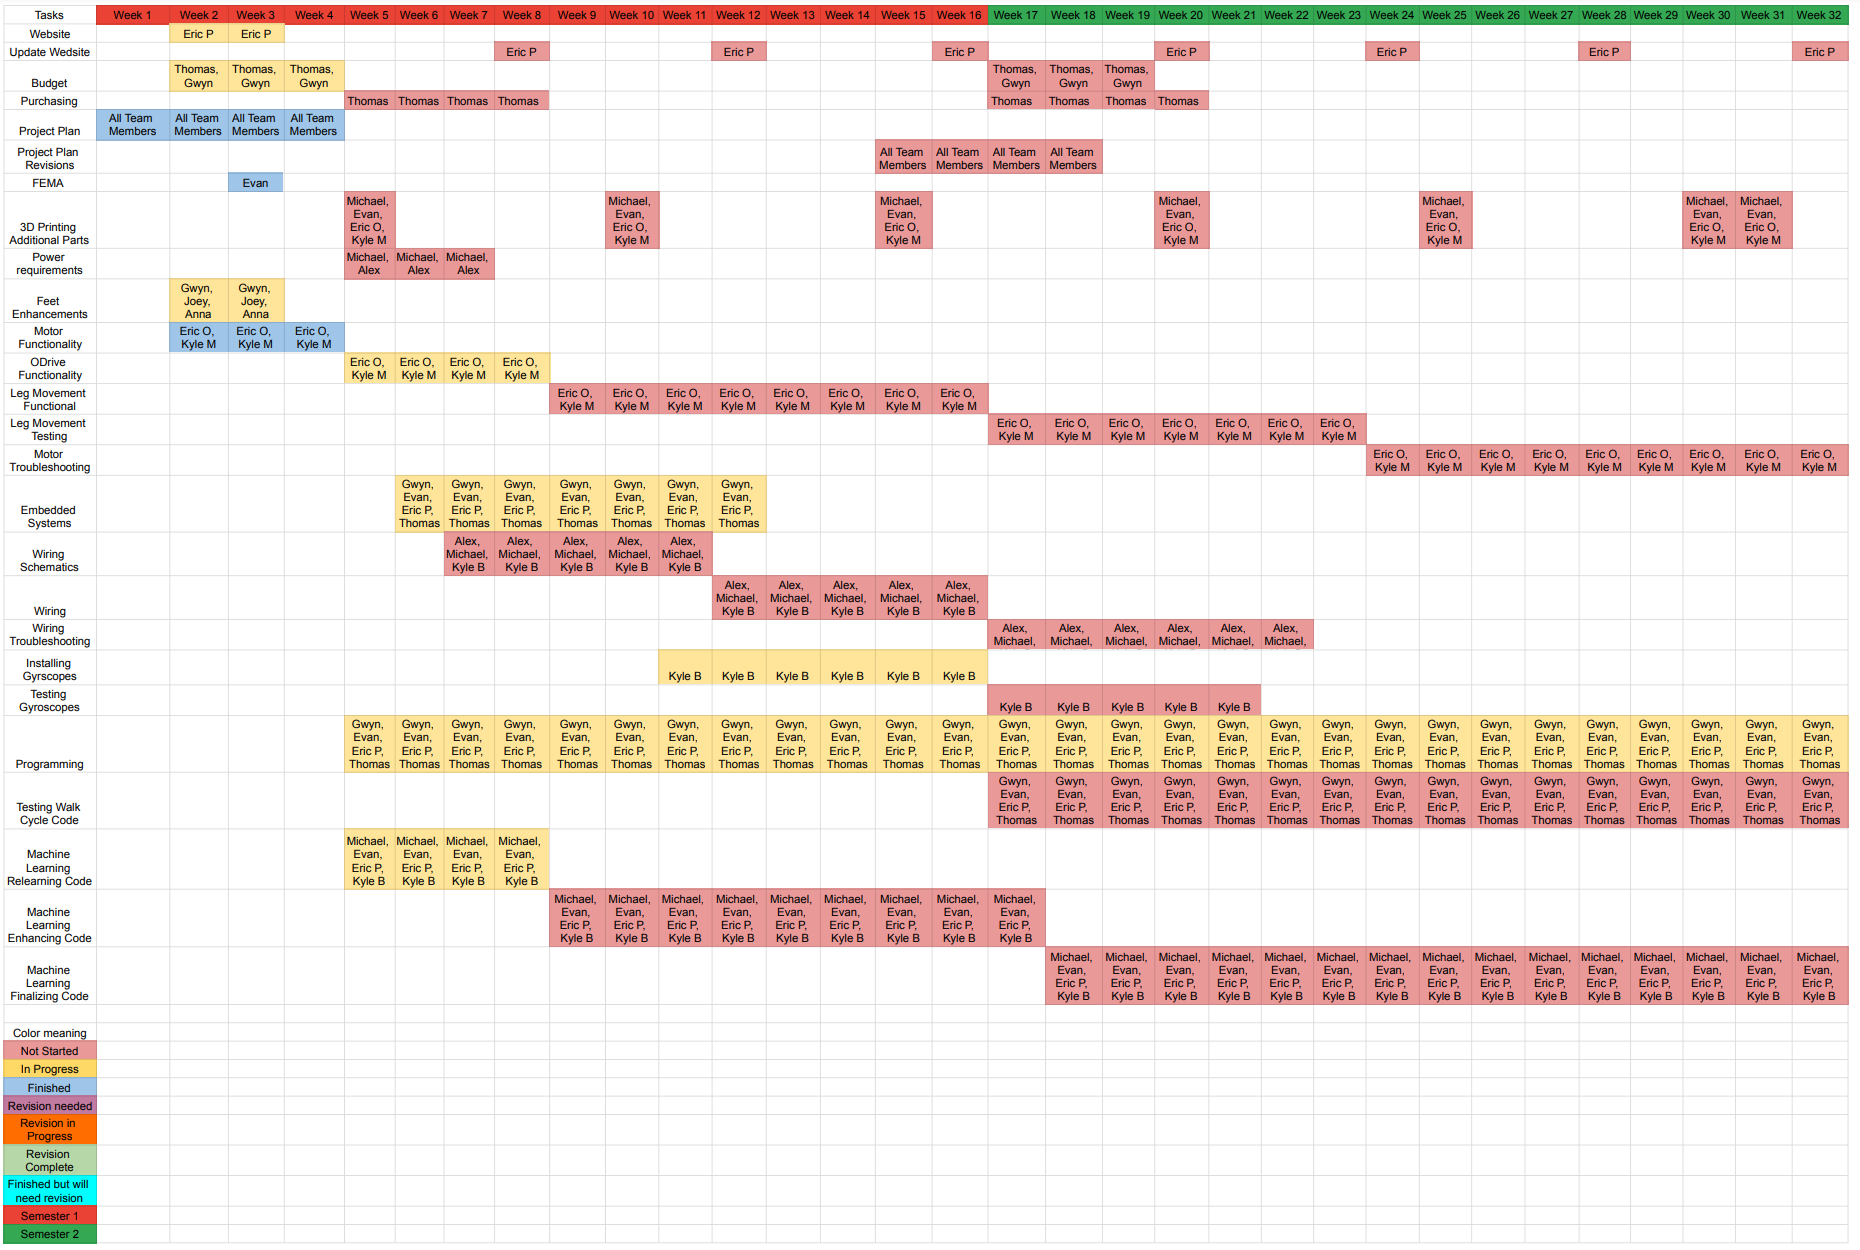 Tasks Week 1 Week 2 Week 3 Week 4 Week 5 Week 6 Week 7 Week 8 Week 9 Week 10 Week 11 Week 12 Week 13 Week 14 Week 15 Week 16 Week 17 Week 18 Week 19 Week 20 Week 21 Week 22 Week 23 Week 24 Week 25 Week 26 Week 27 Week 28 Week 29 Week 30 Week 31 Week 32
Website Eric P Eric P
Update Wedsite Eric P Eric P Eric P Eric P Eric P Eric P Eric P
Thomas, Thomas, Thomas, Thomas, Thomas, Thomas,
Budget Gwyn Gwyn Gwyn Gwyn Gwyn Gwyn
Purchasing Thomas Thomas Thomas Thomas Thomas Thomas Thomas Thomas
All Team All Team All Team All Team
Project Plan Members Members Members Members
Project Plan All Team All Team All Team All Team
Revisions Members Members Members Members
FEMA Evan
Michael, Michael, Michael, Michael, Michael, Michael, Michael,
Evan, Evan, Evan, Evan, Evan, Evan, Evan,
3D Printing Eric O, Eric O, Eric O, Eric O, Eric O, Eric O, Eric O,
Additional Parts Kyle M Kyle M Kyle M Kyle M Kyle M Kyle M Kyle M
Power Michael, Michael, Michael,
requirements Alex Alex Alex
Gwyn, Gwyn,
Feet Joey, Joey,
Enhancements Anna Anna
Motor Eric O, Eric O, Eric O,
Functionality Kyle M Kyle M Kyle M
ODrive Eric O, Eric O, Eric O, Eric O,
Functionality Kyle M Kyle M Kyle M Kyle M
Leg Movement Eric O, Eric O, Eric O, Eric O, Eric O, Eric O, Eric O, Eric O,
Functional Kyle M Kyle M Kyle M Kyle M Kyle M Kyle M Kyle M Kyle M
Leg Movement Eric O, Eric O, Eric O, Eric O, Eric O, Eric O, Eric O,
Testing Kyle M Kyle M Kyle M Kyle M Kyle M Kyle M Kyle M
Motor Eric O, Eric O, Eric O, Eric O, Eric O, Eric O, Eric O, Eric O, Eric O,
Troubleshooting Kyle M Kyle M Kyle M Kyle M Kyle M Kyle M Kyle M Kyle M Kyle M
Gwyn, Gwyn, Gwyn, Gwyn, Gwyn, Gwyn, Gwyn,
Evan, Evan, Evan, Evan, Evan, Evan, Evan,
Embedded Eric P, Eric P, Eric P, Eric P, Eric P, Eric P, Eric P,
Systems Thomas Thomas Thomas Thomas Thomas Thomas Thomas
Alex, Alex, Alex, Alex, Alex,
Wiring Michael, Michael, Michael, Michael, Michael,
Schematics Kyle B Kyle B Kyle B Kyle B Kyle B
Alex, Alex, Alex, Alex, Alex,
Michael, Michael, Michael, Michael, Michael,
Wiring Kyle B Kyle B Kyle B Kyle B Kyle B
Wiring Alex, Alex, Alex, Alex, Alex, Alex,
Troubleshooting Michael, Michael, Michael, Michael, Michael, Michael,
Installing
Gyrscopes Kyle B Kyle B Kyle B Kyle B Kyle B Kyle B
Testing
Gyroscopes Kyle B Kyle B Kyle B Kyle B Kyle B
Gwyn, Gwyn, Gwyn, Gwyn, Gwyn, Gwyn, Gwyn, Gwyn, Gwyn, Gwyn, Gwyn, Gwyn, Gwyn, Gwyn, Gwyn, Gwyn, Gwyn, Gwyn, Gwyn, Gwyn, Gwyn, Gwyn, Gwyn, Gwyn, Gwyn, Gwyn, Gwyn, Gwyn,
Evan, Evan, Evan, Evan, Evan, Evan, Evan, Evan, Evan, Evan, Evan, Evan, Evan, Evan, Evan, Evan, Evan, Evan, Evan, Evan, Evan, Evan, Evan, Evan, Evan, Evan, Evan, Evan,
Eric P, Eric P, Eric P, Eric P, Eric P, Eric P, Eric P, Eric P, Eric P, Eric P, Eric P, Eric P, Eric P, Eric P, Eric P, Eric P, Eric P, Eric P, Eric P, Eric P, Eric P, Eric P, Eric P, Eric P, Eric P, Eric P, Eric P, Eric P,
Programming Thomas Thomas Thomas Thomas Thomas Thomas Thomas Thomas Thomas Thomas Thomas Thomas Thomas Thomas Thomas Thomas Thomas Thomas Thomas Thomas Thomas Thomas Thomas Thomas Thomas Thomas Thomas Thomas
Gwyn, Gwyn, Gwyn, Gwyn, Gwyn, Gwyn, Gwyn, Gwyn, Gwyn, Gwyn, Gwyn, Gwyn, Gwyn, Gwyn, Gwyn, Gwyn,
Evan, Evan, Evan, Evan, Evan, Evan, Evan, Evan, Evan, Evan, Evan, Evan, Evan, Evan, Evan, Evan,
Testing Walk Eric P, Eric P, Eric P, Eric P, Eric P, Eric P, Eric P, Eric P, Eric P, Eric P, Eric P, Eric P, Eric P, Eric P, Eric P, Eric P,
Cycle Code Thomas Thomas Thomas Thomas Thomas Thomas Thomas Thomas Thomas Thomas Thomas Thomas Thomas Thomas Thomas Thomas
Michael, Michael, Michael, Michael,
Machine Evan, Evan, Evan, Evan,
Learning Eric P, Eric P, Eric P, Eric P,
Relearning Code Kyle B Kyle B Kyle B Kyle B
Michael, Michael, Michael, Michael, Michael, Michael, Michael, Michael, Michael,
Machine Evan, Evan, Evan, Evan, Evan, Evan, Evan, Evan, Evan,
Learning Eric P, Eric P, Eric P, Eric P, Eric P, Eric P, Eric P, Eric P, Eric P,
Enhancing Code Kyle B Kyle B Kyle B Kyle B Kyle B Kyle B Kyle B Kyle B Kyle B
Michael, Michael, Michael, Michael, Michael, Michael, Michael, Michael, Michael, Michael, Michael, Michael, Michael, Michael, Michael,
Machine Evan, Evan, Evan, Evan, Evan, Evan, Evan, Evan, Evan, Evan, Evan, Evan, Evan, Evan, Evan,
Learning Eric P, Eric P, Eric P, Eric P, Eric P, Eric P, Eric P, Eric P, Eric P, Eric P, Eric P, Eric P, Eric P, Eric P, Eric P,
Finalizing Code Kyle B Kyle B Kyle B Kyle B Kyle B Kyle B Kyle B Kyle B Kyle B Kyle B Kyle B Kyle B Kyle B Kyle B Kyle B
Color meaning
Not Started
In Progress
Finished
Revision needed
Revision in
Progress
Revision
Complete
Finished but will
need revision
Semester 1
Semester 2